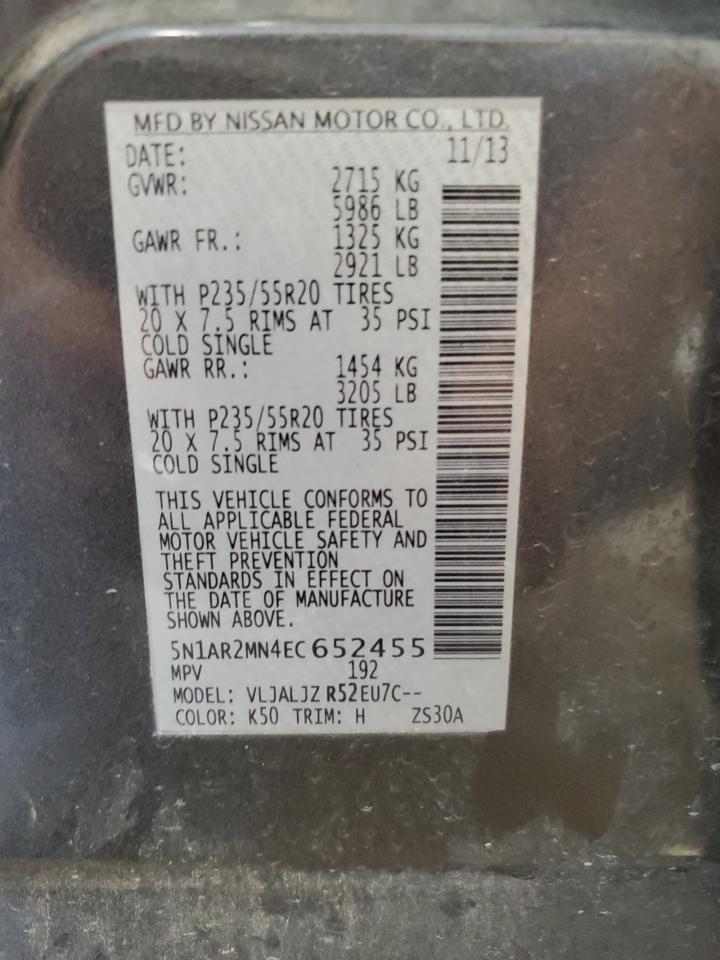 MFD BY NISSAN MOTOR CO., LTD.
DATE: 11/13
GVWR: 2715 KG
5986 LB
GAWR FR.: 1325 KG
2921 LB
WITH P235/55R20 TIRES
20 X 7.5 RIMS AT 35 PSI
COLD SINGLE
GAWR RR.: 1454 KG
3205 LB
WITH P235/55R20 TIRES
20 X 7.5 RIMS AT 35 PSI
COLD SINGLE
THIS VEHICLE CONFORMS TO
ALL APPLICABLE FEDERAL
MOTOR VEHICLE SAFETY AND
THEFT PREVENTION
STANDARDS IN EFFECT ON
THE DATE OF MANUFACTURE
SHOWN ABOVE.
5N1AR2MN4EC652455
MPV 192
MODEL: VLJALJZ R52EU7C--
COLOR: K50 TRIM: H ZS30A